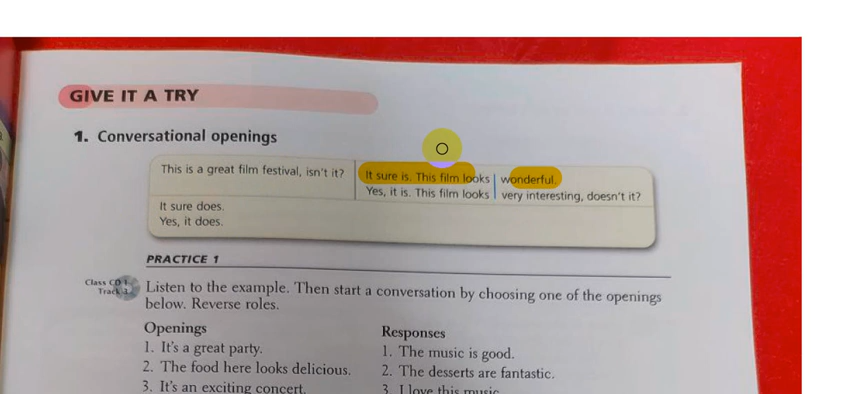 GIVE IT A TRY
1. Conversational openings
This is a great film festival, isn't it?
It sure is. This film looks wonderful.
Yes, it is. This film looks very interesting, doesn't it?
It sure does.
Yes, it does.
PRACTICE 1
Class CD 1
Track 2
Listen to the example. Then start a conversation by choosing one of the openings
below. Reverse roles.
Openings
1. It's a great party.
2. The food here looks delicious.
3. It's an exciting concert.
Responses
1. The music is good.
2. The desserts are fantastic.
3. I love this music.